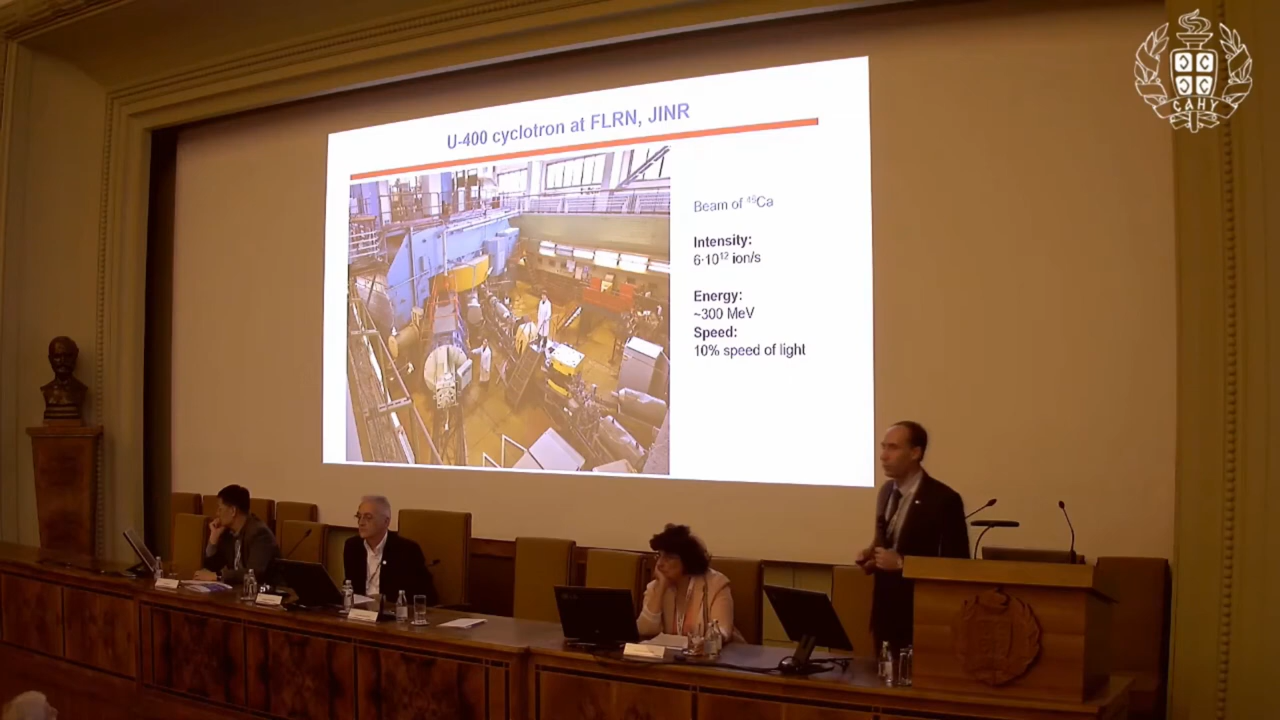 U-400 cyclotron at FLRN, JINR
Beam of ⁴⁸Ca
Intensity:
6·10¹² ion/s
Energy:
~300 MeV
Speed:
10% speed of light
С С
С С
САНУ